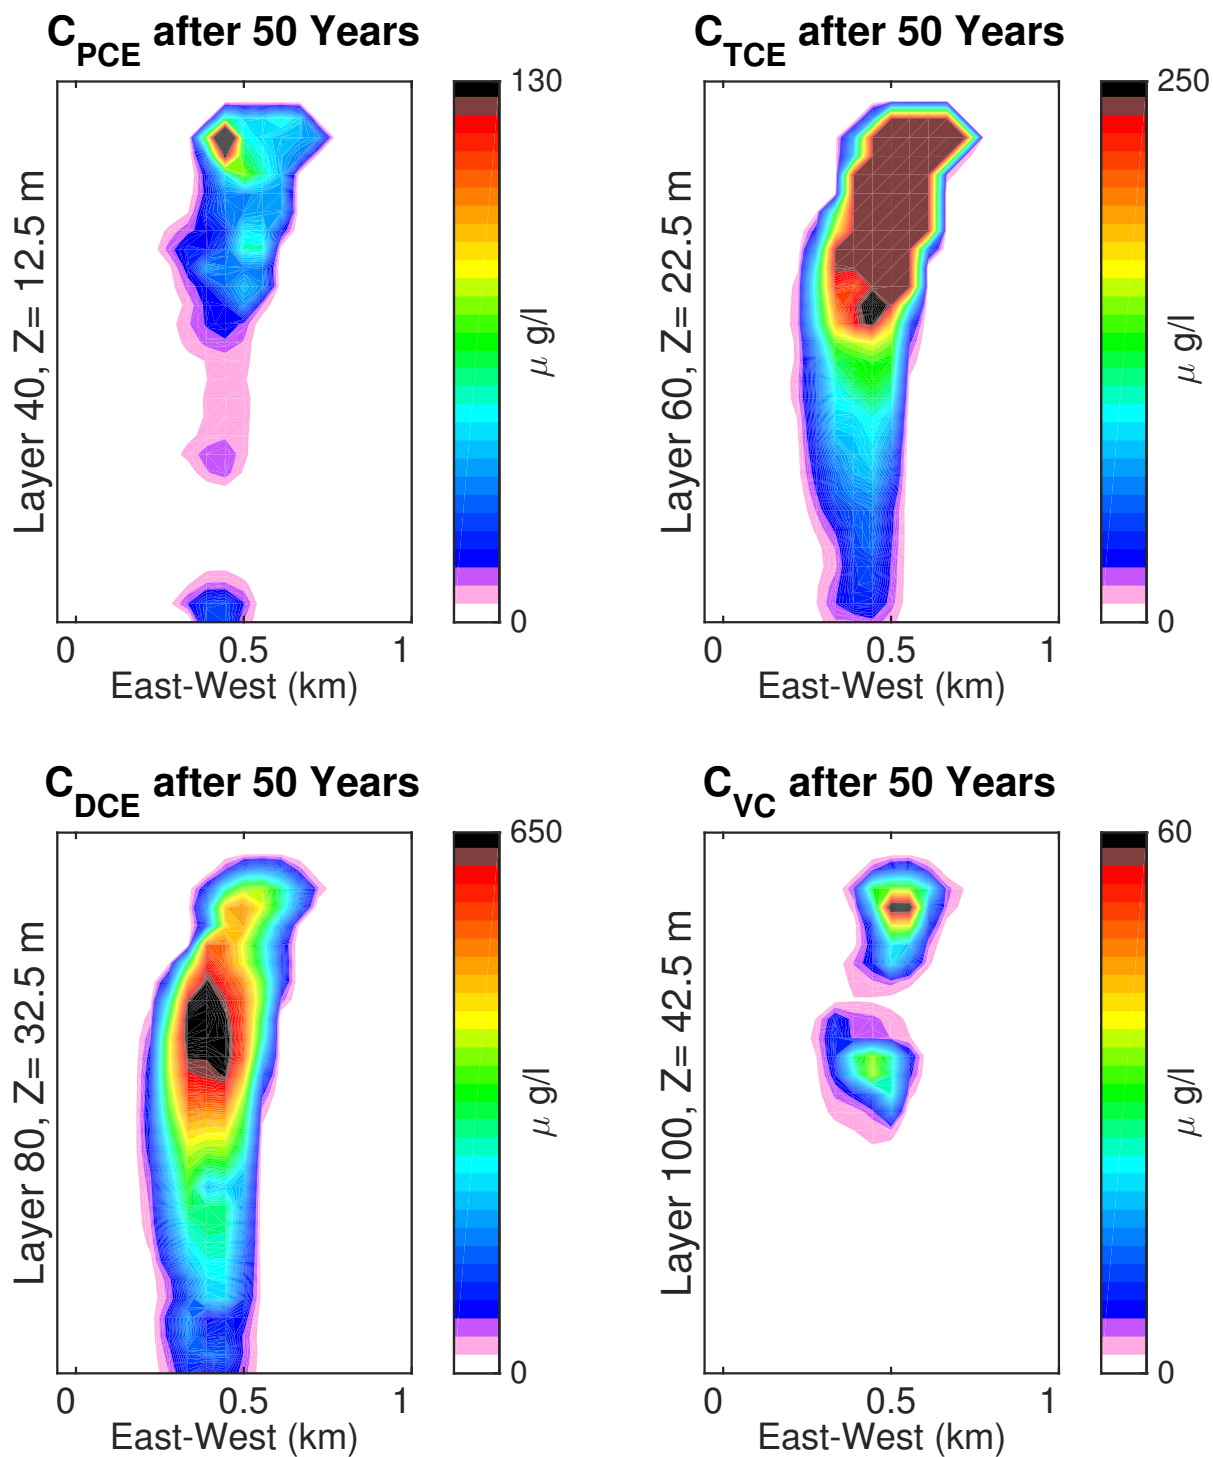 C_PCE after 50 Years
130
Layer 40, Z= 12.5 m
μ g/l
0
0 0.5 1
East-West (km)
C_TCE after 50 Years
250
Layer 60, Z= 22.5 m
μ g/l
0
0 0.5 1
East-West (km)
C_DCE after 50 Years
650
Layer 80, Z= 32.5 m
μ g/l
0
0 0.5 1
East-West (km)
C_VC after 50 Years
60
Layer 100, Z= 42.5 m
μ g/l
0
0 0.5 1
East-West (km)